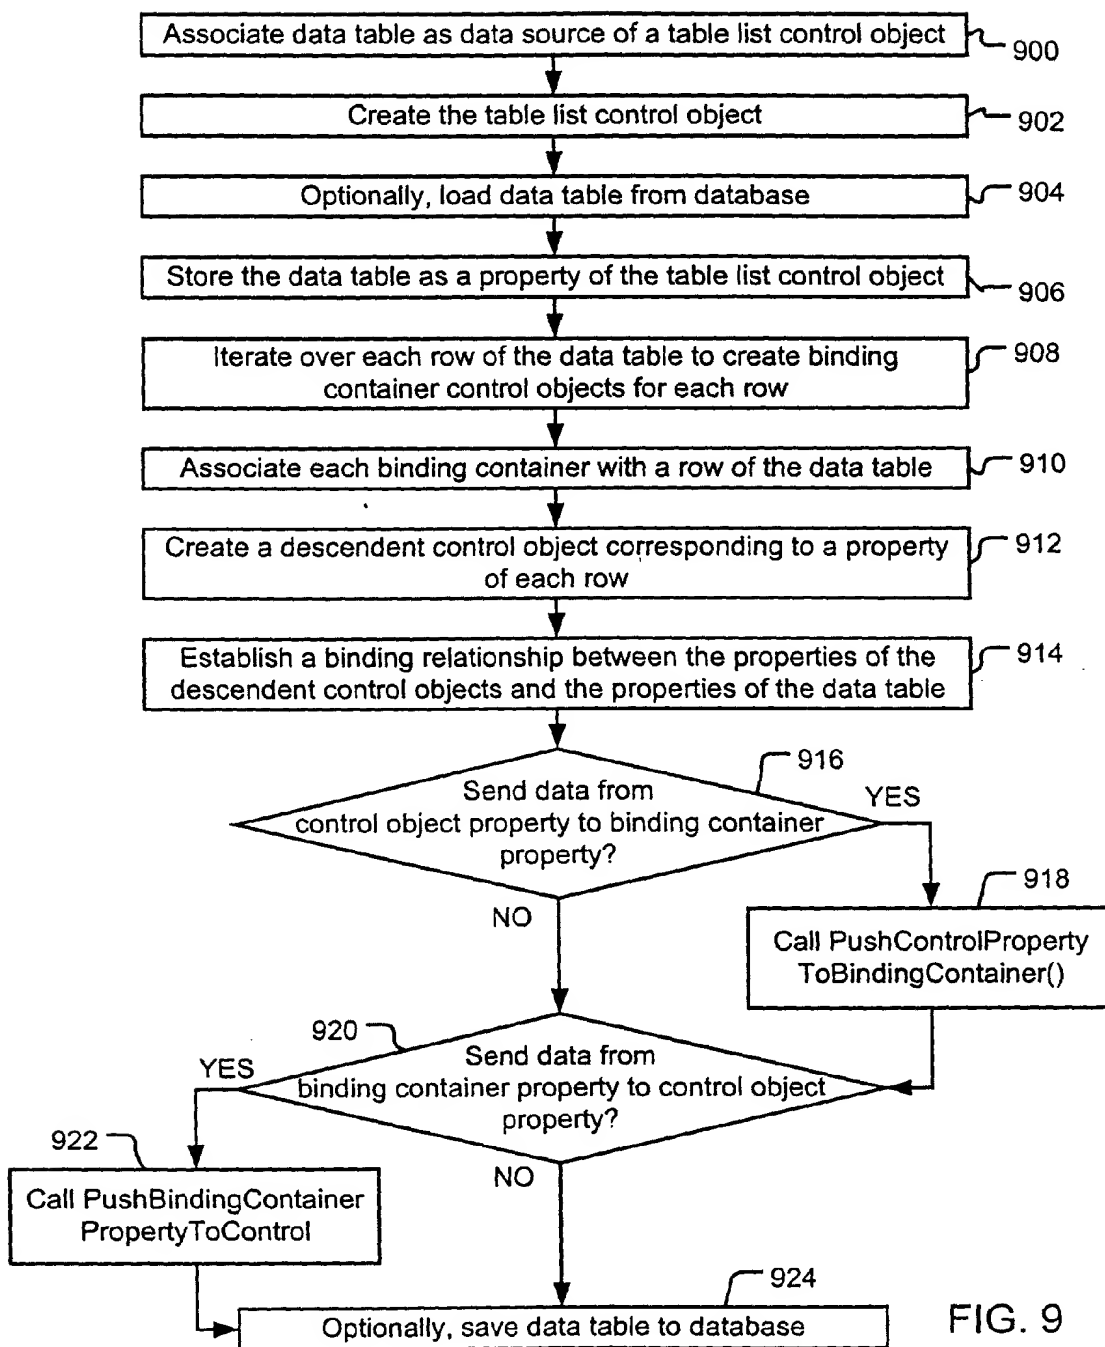 Associate data table as data source of a table list control object
900
Create the table list control object
902
Optionally, load data table from database
904
Store the data table as a property of the table list control object
906
Iterate over each row of the data table to create binding
container control objects for each row
908
Associate each binding container with a row of the data table
910
Create a descendent control object corresponding to a property
of each row
912
Establish a binding relationship between the properties of the
descendent control objects and the properties of the data table
914
916
Send data from
control object property to binding container
property?
YES
NO
918
Call PushControlProperty
ToBindingContainer()
920
Send data from
binding container property to control object
property?
YES
NO
922
Call PushBindingContainer
PropertyToControl
924
Optionally, save data table to database
FIG. 9